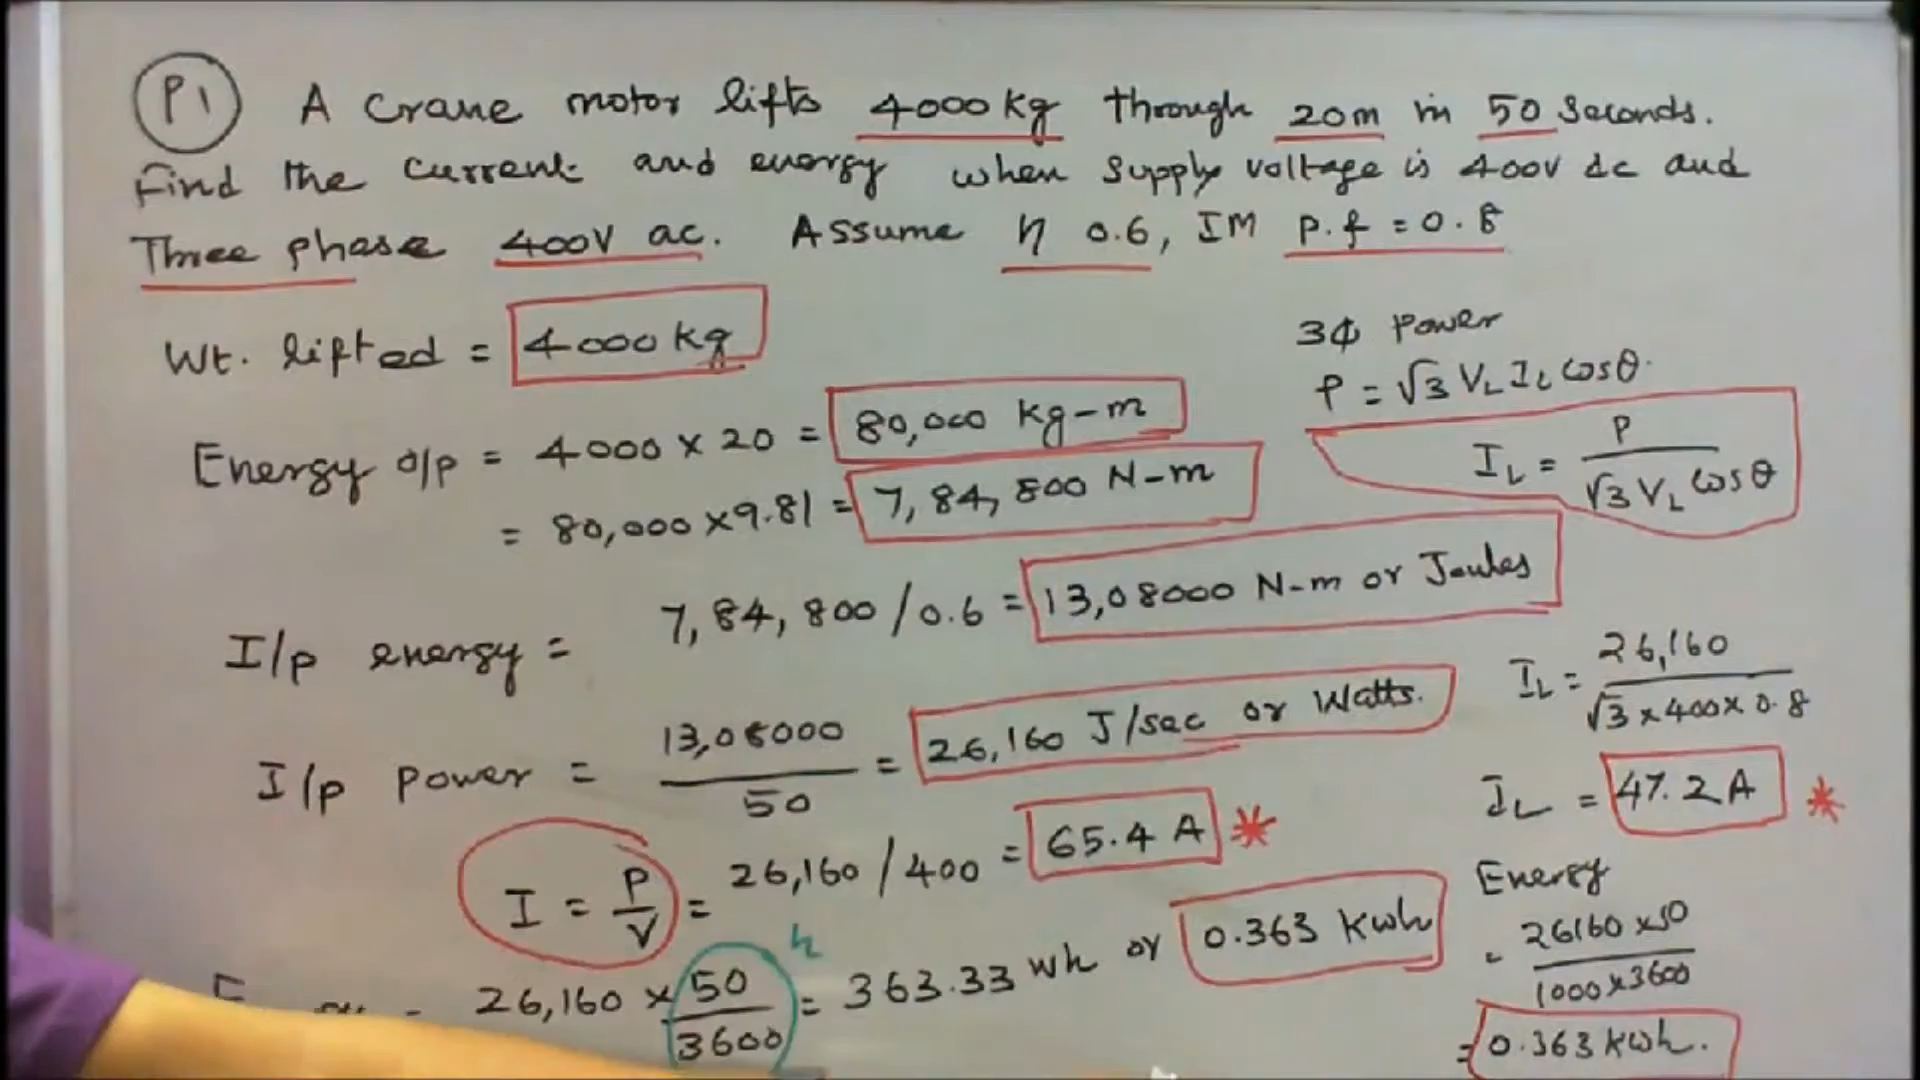 P1 A crane motor lifts 4000 kg through 20m in 50 seconds.
Find the current and energy when supply voltage is 400V dc and
Three phase 400V ac. Assume η 0.6, IM p.f = 0.8
Wt. lifted = 4000 kg
Energy o/p = 4000 × 20 = 80,000 kg-m
= 80,000 × 9.81 = 7,84,800 N-m
I/p energy = 7,84,800 / 0.6 = 13,08000 N-m or Joules
I/p power = 13,08000 / 50 = 26,160 J/sec or Watts.
I = P/V = 26,160 / 400 = 65.4 A *
= 26,160 × 50/3600 h = 363.33 wh or 0.363 kwh
3Φ power
P = √3 VL IL cosθ.
IL = P / √3 VL cosθ
IL = 26,160 / √3 × 400 × 0.8
IL = 47.2 A *
Energy
= 26160 × 50 / 1000 × 3600
= 0.363 kwh.